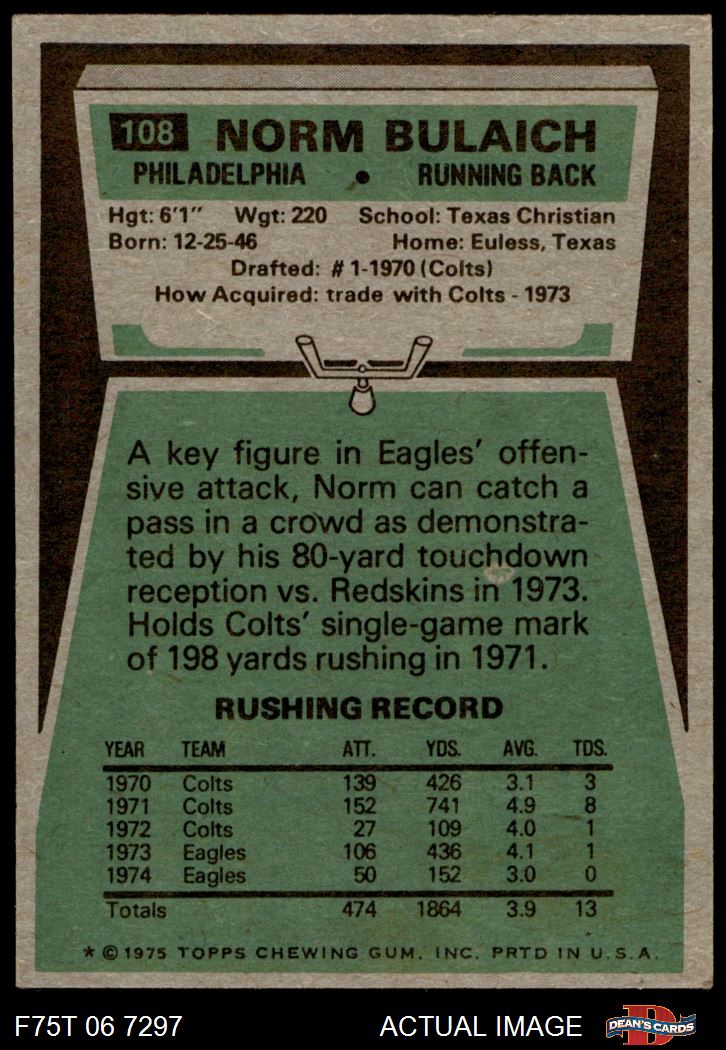 108 NORM BULAICH
PHILADELPHIA • RUNNING BACK
Hgt: 6'1" Wgt: 220 School: Texas Christian
Born: 12-25-46 Home: Euless, Texas
Drafted: #1-1970 (Colts)
How Acquired: trade with Colts - 1973
A key figure in Eagles' offen-
sive attack, Norm can catch a
pass in a crowd as demonstra-
ted by his 80-yard touchdown
reception vs. Redskins in 1973.
Holds Colts' single-game mark
of 198 yards rushing in 1971.
RUSHING RECORD
YEAR TEAM ATT. YDS. AVG. TDS.
1970 Colts 139 426 3.1 3
1971 Colts 152 741 4.9 8
1972 Colts 27 109 4.0 1
1973 Eagles 106 436 4.1 1
1974 Eagles 50 152 3.0 0
Totals 474 1864 3.9 13
* © 1975 TOPPS CHEWING GUM, INC. PRTD IN U.S.A.
F75T 06 7297 ACTUAL IMAGE D DEAN'S CARDS